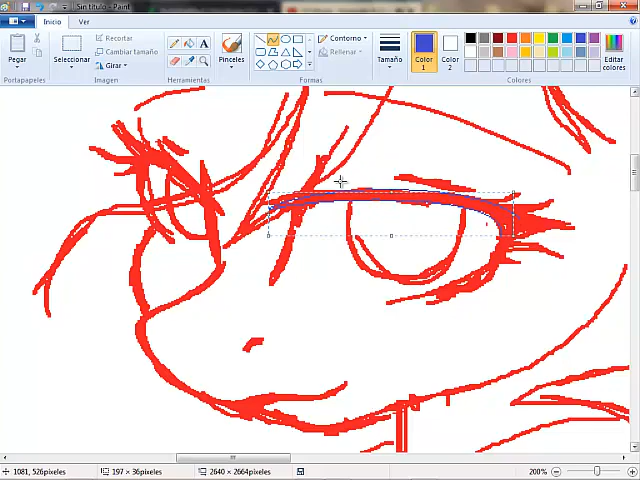 Sin título - Paint
Inicio Ver
Pegar
Seleccionar
Recortar
Cambiar tamaño
Girar
A
Pinceles
Contorno
Rellenar
Tamaño
Color 1
Color 2
Editar colores
Portapapeles Imagen Herramientas Formas Colores
1081, 526píxeles 197 × 36píxeles 2640 × 2664píxeles 200%